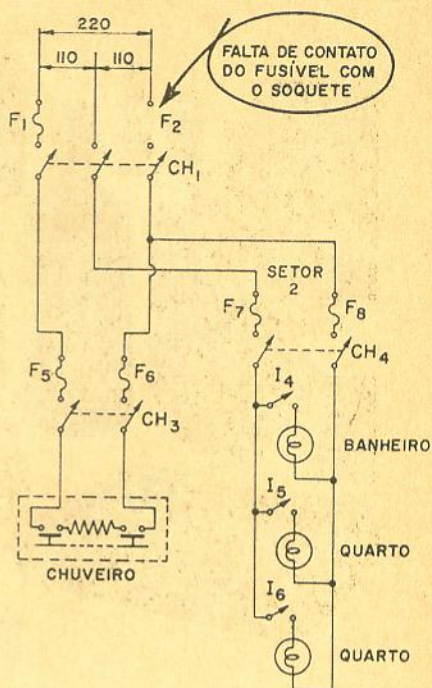 220
110 110
FALTA DE CONTATO
DO FUSÍVEL COM
O SOQUETE
F1
F2
CH1
SETOR
2
F7
F8
F5
F6
CH4
I4
CH3
BANHEIRO
I5
QUARTO
CHUVEIRO
I6
QUARTO